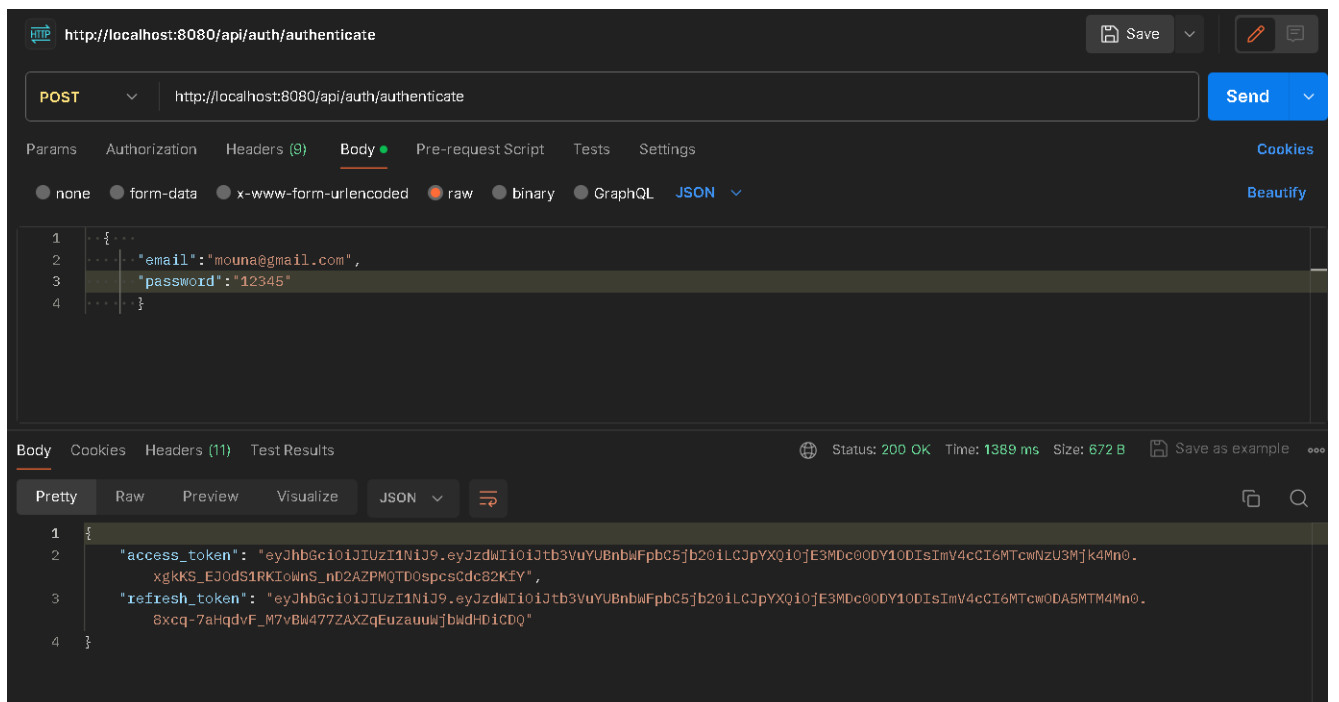 HTTP http://localhost:8080/api/auth/authenticate Save
POST http://localhost:8080/api/auth/authenticate Send
Params Authorization Headers (9) Body Pre-request Script Tests Settings Cookies
none form-data x-www-form-urlencoded raw binary GraphQL JSON Beautify
1 {
2 "email":"mouna@gmail.com",
3 "password":"12345"
4 }
Body Cookies Headers (11) Test Results Status: 200 OK Time: 1389 ms Size: 672 B Save as example
Pretty Raw Preview Visualize JSON
1 {
2 "access_token": "eyJhbGciOiJIUzI1NiJ9.eyJzdWIiOiJtb3VuYUBnbWFpbC5jb20iLCJpYXQiOjE3MDc0ODY1ODIsImV4cCI6MTcwNzU3Mjk4Mn0.
xgkKS_EJOdS1RKIoWnS_nD2AZPMQTDOspcsCdc82KfY",
3 "refresh_token": "eyJhbGciOiJIUzI1NiJ9.eyJzdWIiOiJtb3VuYUBnbWFpbC5jb20iLCJpYXQiOjE3MDc0ODY1ODIsImV4cCI6MTcwODA5MTM4Mn0.
8xcq-7aHqdvF_M7vBW477ZAXZqEuzauuWjbWdHDiCDQ"
4 }